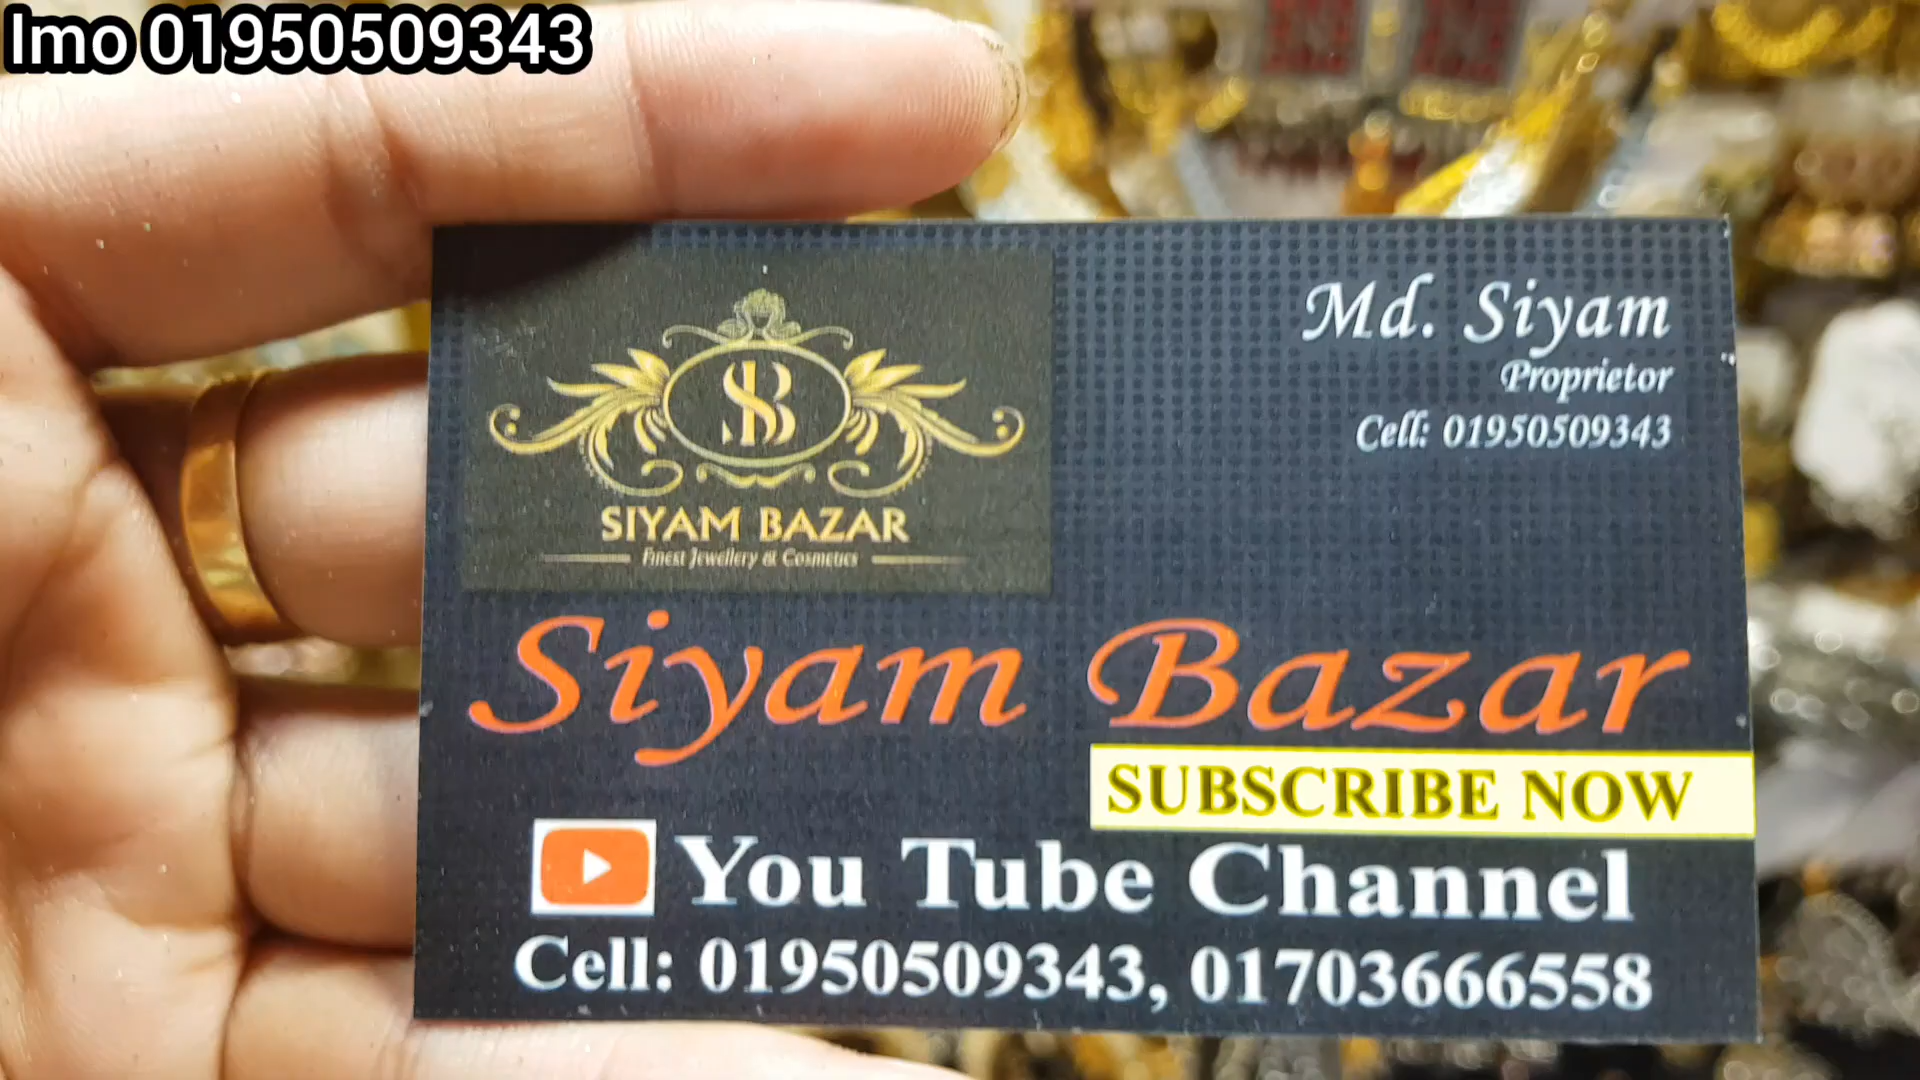 Imo 01950509343
Md. Siyam
Proprietor
Cell: 01950509343
SB
SIYAM BAZAR
Finest Jewellery & Cosmetics
Siyam Bazar
SUBSCRIBE NOW
You Tube Channel
Cell: 01950509343, 01703666558